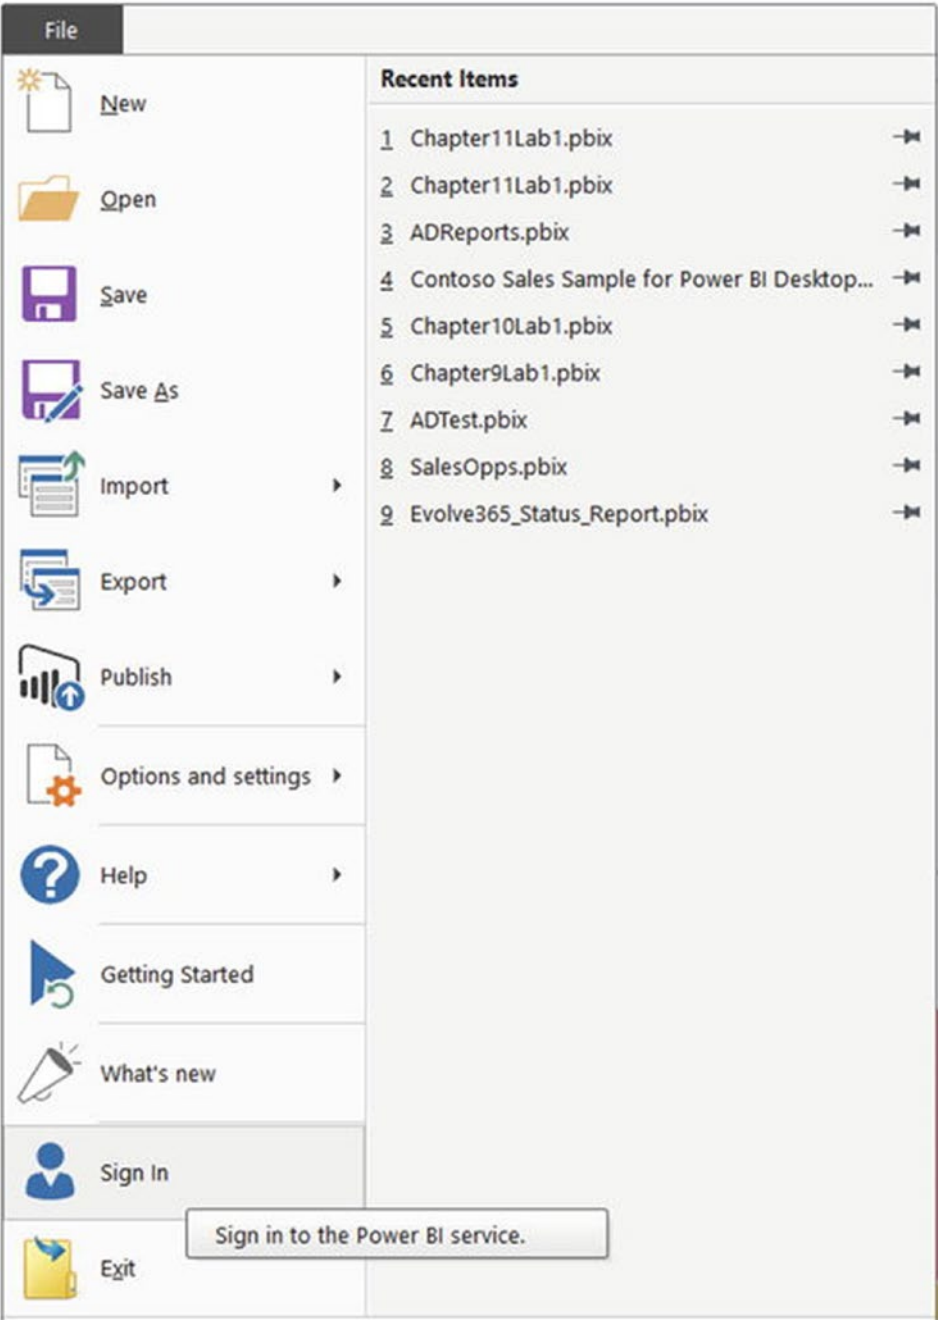 File
New
Open
Save
Save As
Import
Export
Publish
Options and settings
Help
Getting Started
What's new
Sign In
Sign in to the Power BI service.
Exit
Recent Items
1 Chapter11Lab1.pbix
2 Chapter11Lab1.pbix
3 ADReports.pbix
4 Contoso Sales Sample for Power BI Desktop...
5 Chapter10Lab1.pbix
6 Chapter9Lab1.pbix
7 ADTest.pbix
8 SalesOpps.pbix
9 Evolve365_Status_Report.pbix